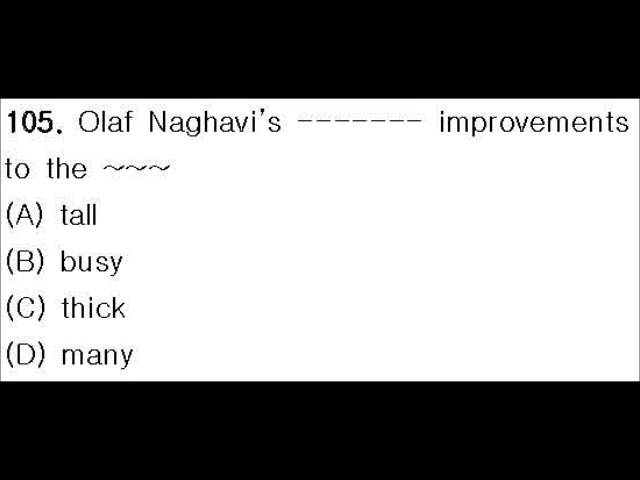 105. Olaf Naghavi's ------- improvements
to the ~~~
(A) tall
(B) busy
(C) thick
(D) many